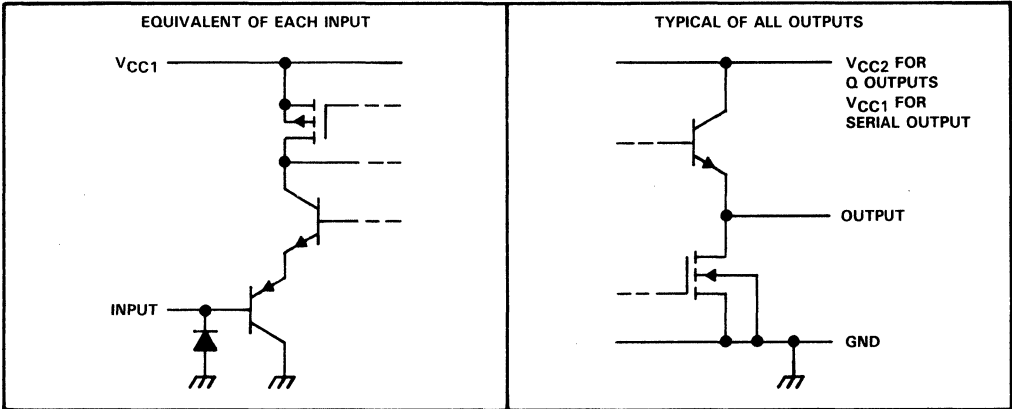 EQUIVALENT OF EACH INPUT
VCC1
INPUT
TYPICAL OF ALL OUTPUTS
VCC2 FOR
Q OUTPUTS
VCC1 FOR
SERIAL OUTPUT
OUTPUT
GND